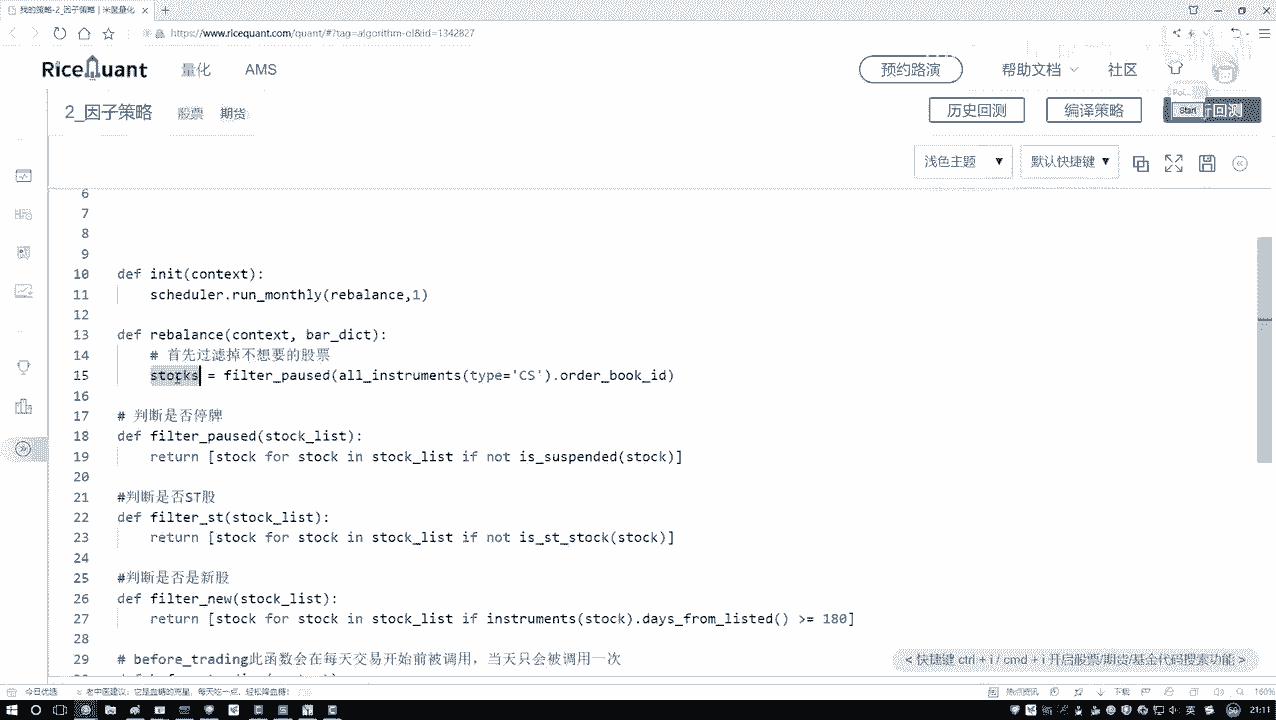 我的策略-2_因子策略 | 米筐量化
https://www.ricequant.com/quant/#?tag=algorithm-ol&id=1342827
RiceQuant 量化 AMS 预约路演 帮助文档 社区
2_因子策略 股票 期货 历史回测 编译策略 回测
Start
浅色主题 默认快捷键
6
7
8
9
10 def init(context):
11 scheduler.run_monthly(rebalance,1)
12
13 def rebalance(context, bar_dict):
14 # 首先过滤掉不想要的股票
15 stocks = filter_paused(all_instruments(type='CS').order_book_id)
16
17 # 判断是否停牌
18 def filter_paused(stock_list):
19 return [stock for stock in stock_list if not is_suspended(stock)]
20
21 #判断是否ST股
22 def filter_st(stock_list):
23 return [stock for stock in stock_list if not is_st_stock(stock)]
24
25 #判断是否是新股
26 def filter_new(stock_list):
27 return [stock for stock in stock_list if instruments(stock).days_from_listed() >= 180]
28
29 # before_trading此函数会在每天交易开始前被调用，当天只会被调用一次
< 快捷键 ctrl + i / cmd + i 开启股票/期货/基金代码搜索功能 >
今日优选 热点资讯 下载 160%
英 21:11